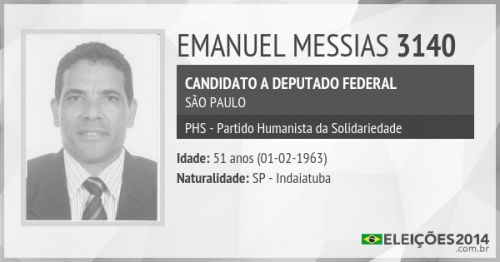 EMANUEL MESSIAS 3140
CANDIDATO A DEPUTADO FEDERAL
SÃO PAULO
PHS - Partido Humanista da Solidariedade
Idade: 51 anos (01-02-1963)
Naturalidade: SP - Indaiatuba
ELEIÇÕES2014
.com.br